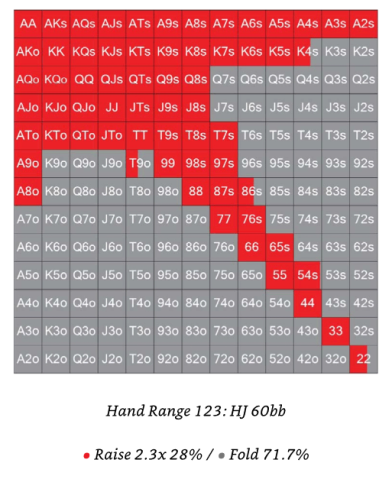 AA AKs AQs AJs ATs A9s A8s A7s A6s A5s A4s A3s A2s
AKo KK KQs KJs KTs K9s K8s K7s K6s K5s K4s K3s K2s
AQo KQo QQ QJs QTs Q9s Q8s Q7s Q6s Q5s Q4s Q3s Q2s
AJo KJo QJo JJ JTs J9s J8s J7s J6s J5s J4s J3s J2s
ATo KTo QTo JTo TT T9s T8s T7s T6s T5s T4s T3s T2s
A9o K9o Q9o J9o T9o 99 98s 97s 96s 95s 94s 93s 92s
A8o K8o Q8o J8o T8o 98o 88 87s 86s 85s 84s 83s 82s
A7o K7o Q7o J7o T7o 97o 87o 77 76s 75s 74s 73s 72s
A6o K6o Q6o J6o T6o 96o 86o 76o 66 65s 64s 63s 62s
A5o K5o Q5o J5o T5o 95o 85o 75o 65o 55 54s 53s 52s
A4o K4o Q4o J4o T4o 94o 84o 74o 64o 54o 44 43s 42s
A3o K3o Q3o J3o T3o 93o 83o 73o 63o 53o 43o 33 32s
A2o K2o Q2o J2o T2o 92o 82o 72o 62o 52o 42o 32o 22
Hand Range 123: HJ 60bb
• Raise 2.3x 28% / • Fold 71.7%